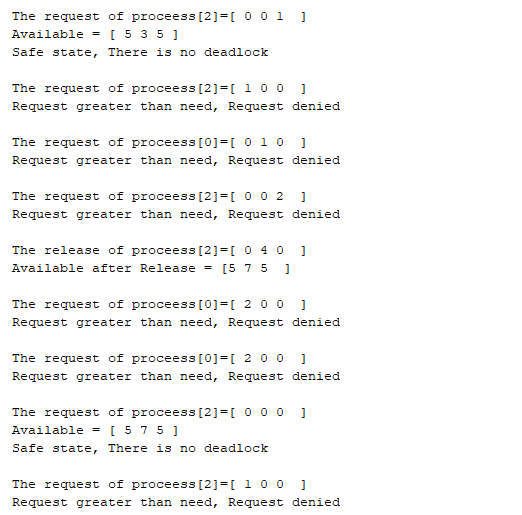 The request of proceess[2]=[ 0 0 1  ]
Available = [ 5 3 5 ]
Safe state, There is no deadlock
The request of proceess[2]=[ 1 0 0  ]
Request greater than need, Request denied
The request of proceess[0]=[ 0 1 0  ]
Request greater than need, Request denied
The request of proceess[2]=[ 0 0 2  ]
Request greater than need, Request denied
The release of proceess[2]=[ 0 4 0  ]
Available after Release = [5 7 5  ]
The request of proceess[0]=[ 2 0 0  ]
Request greater than need, Request denied
The request of proceess[0]=[ 2 0 0  ]
Request greater than need, Request denied
The request of proceess[2]=[ 0 0 0  ]
Available = [ 5 7 5 ]
Safe state, There is no deadlock
The request of proceess[2]=[ 1 0 0  ]
Request greater than need, Request denied